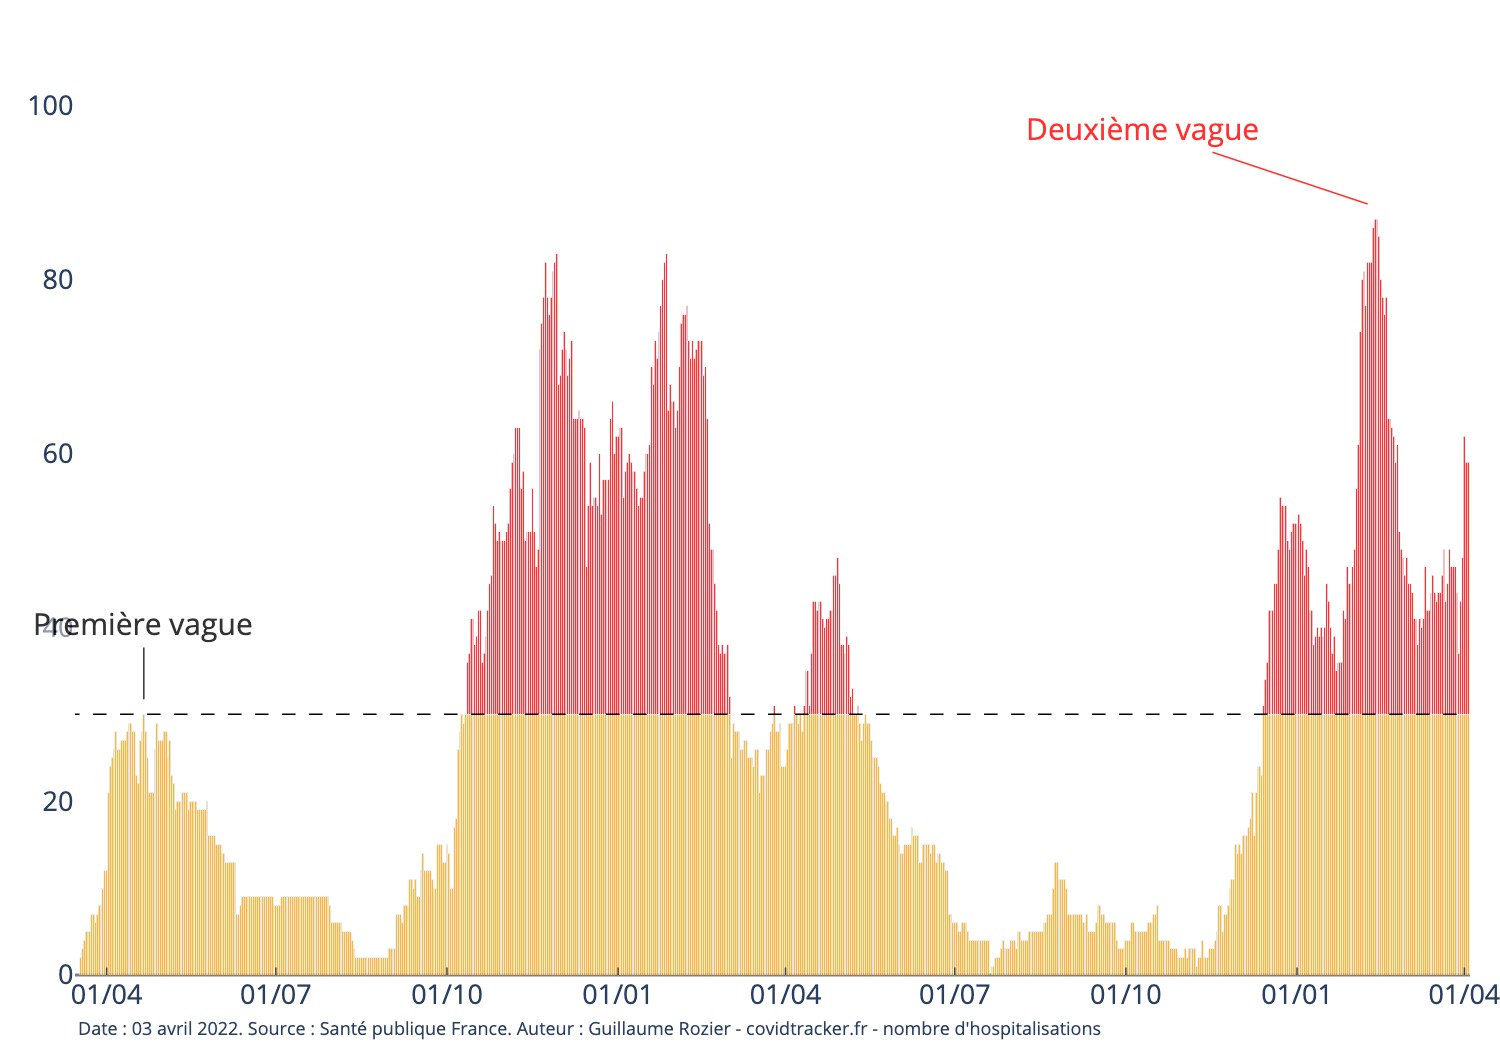 100
Deuxième vague
80
60
Première vague
40
20
0
01/04 01/07 01/10 01/01 01/04 01/07 01/10 01/01 01/04
Date : 03 avril 2022. Source : Santé publique France. Auteur : Guillaume Rozier - covidtracker.fr - nombre d'hospitalisations